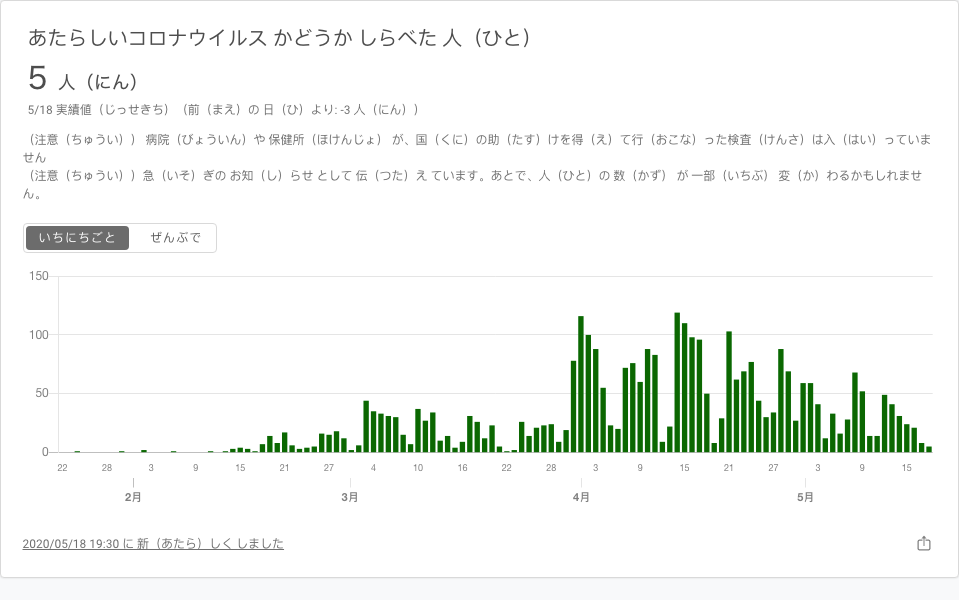 あたらしいコロナウイルス かどうか しらべた 人（ひと）
5 人（にん）
5/18 実績値（じっせきち）（前（まえ）の 日（ひ）より: -3 人（にん））
（注意（ちゅうい）） 病院（びょういん）や 保健所（ほけんじょ） が、国（くに）の助（たす）けを得（え）て行（おこな）った検査（けんさ）は入（はい）っていま
せん
（注意（ちゅうい））急（いそ）ぎの お知（し）らせ として 伝（つた）え ています。あとで、人（ひと）の 数（かず） が 一部（いちぶ） 変（か）わるかもしれませ
ん。
いちにちごと ぜんぶで
150
100
50
0
22 28 3 9 15 21 27 4 10 16 22 28 3 9 15 21 27 3 9 15
2月 3月 4月 5月
2020/05/18 19:30 に 新（あたら）しく しました